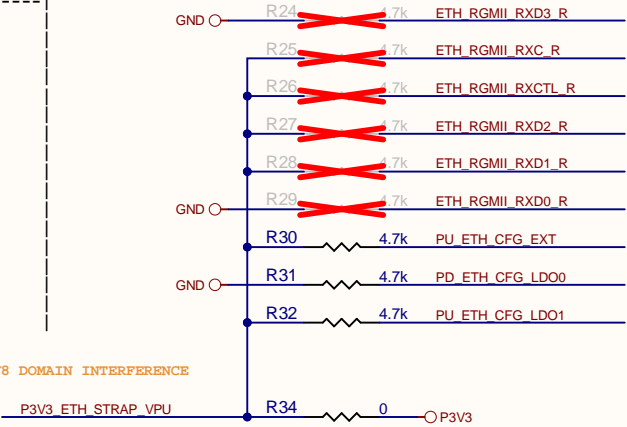 GND R24 4.7k ETH_RGMII_RXD3_R
R25 4.7k ETH_RGMII_RXC_R
R26 4.7k ETH_RGMII_RXCTL_R
R27 4.7k ETH_RGMII_RXD2_R
R28 4.7k ETH_RGMII_RXD1_R
GND R29 4.7k ETH_RGMII_RXD0_R
R30 4.7k PU_ETH_CFG_EXT
GND R31 4.7k PD_ETH_CFG_LDO0
R32 4.7k PU_ETH_CFG_LDO1
8 DOMAIN INTERFERENCE
P3V3_ETH_STRAP_VPU R34 0 P3V3